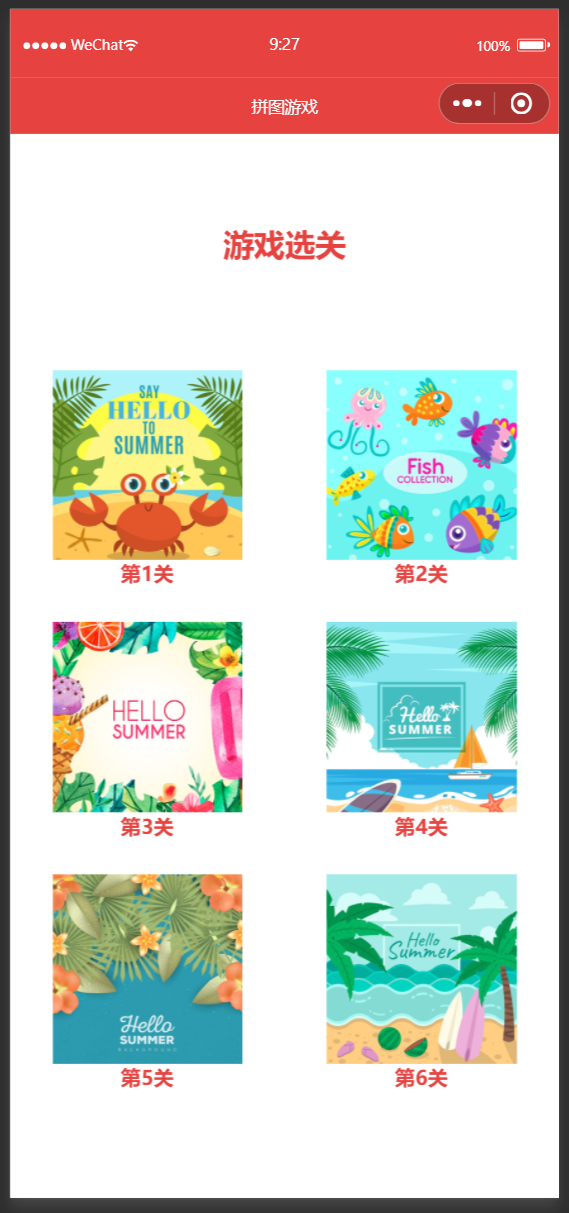 WeChat
9:27
100%
拼图游戏
游戏选关
SAY
HELLO
TO
SUMMER
第1关
Fish
COLLECTION
第2关
HELLO
SUMMER
第3关
Hello
SUMMER
第4关
Hello
SUMMER
BACKGROUND
第5关
Hello
Summer
第6关